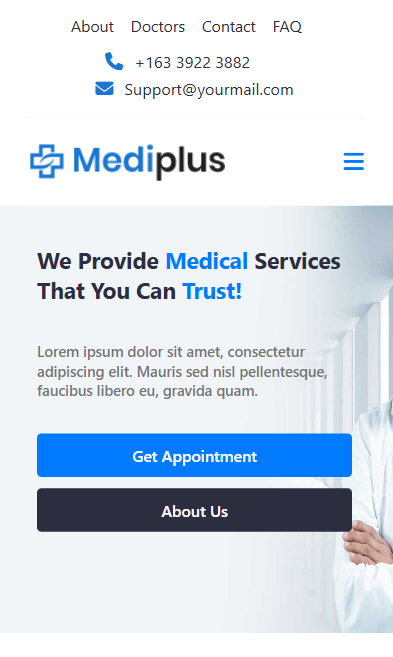 About Doctors Contact FAQ
+163 3922 3882
Support@yourmail.com
Mediplus
We Provide Medical Services
That You Can Trust!
Lorem ipsum dolor sit amet, consectetur
adipiscing elit. Mauris sed nisl pellentesque,
faucibus libero eu, gravida quam.
Get Appointment
About Us